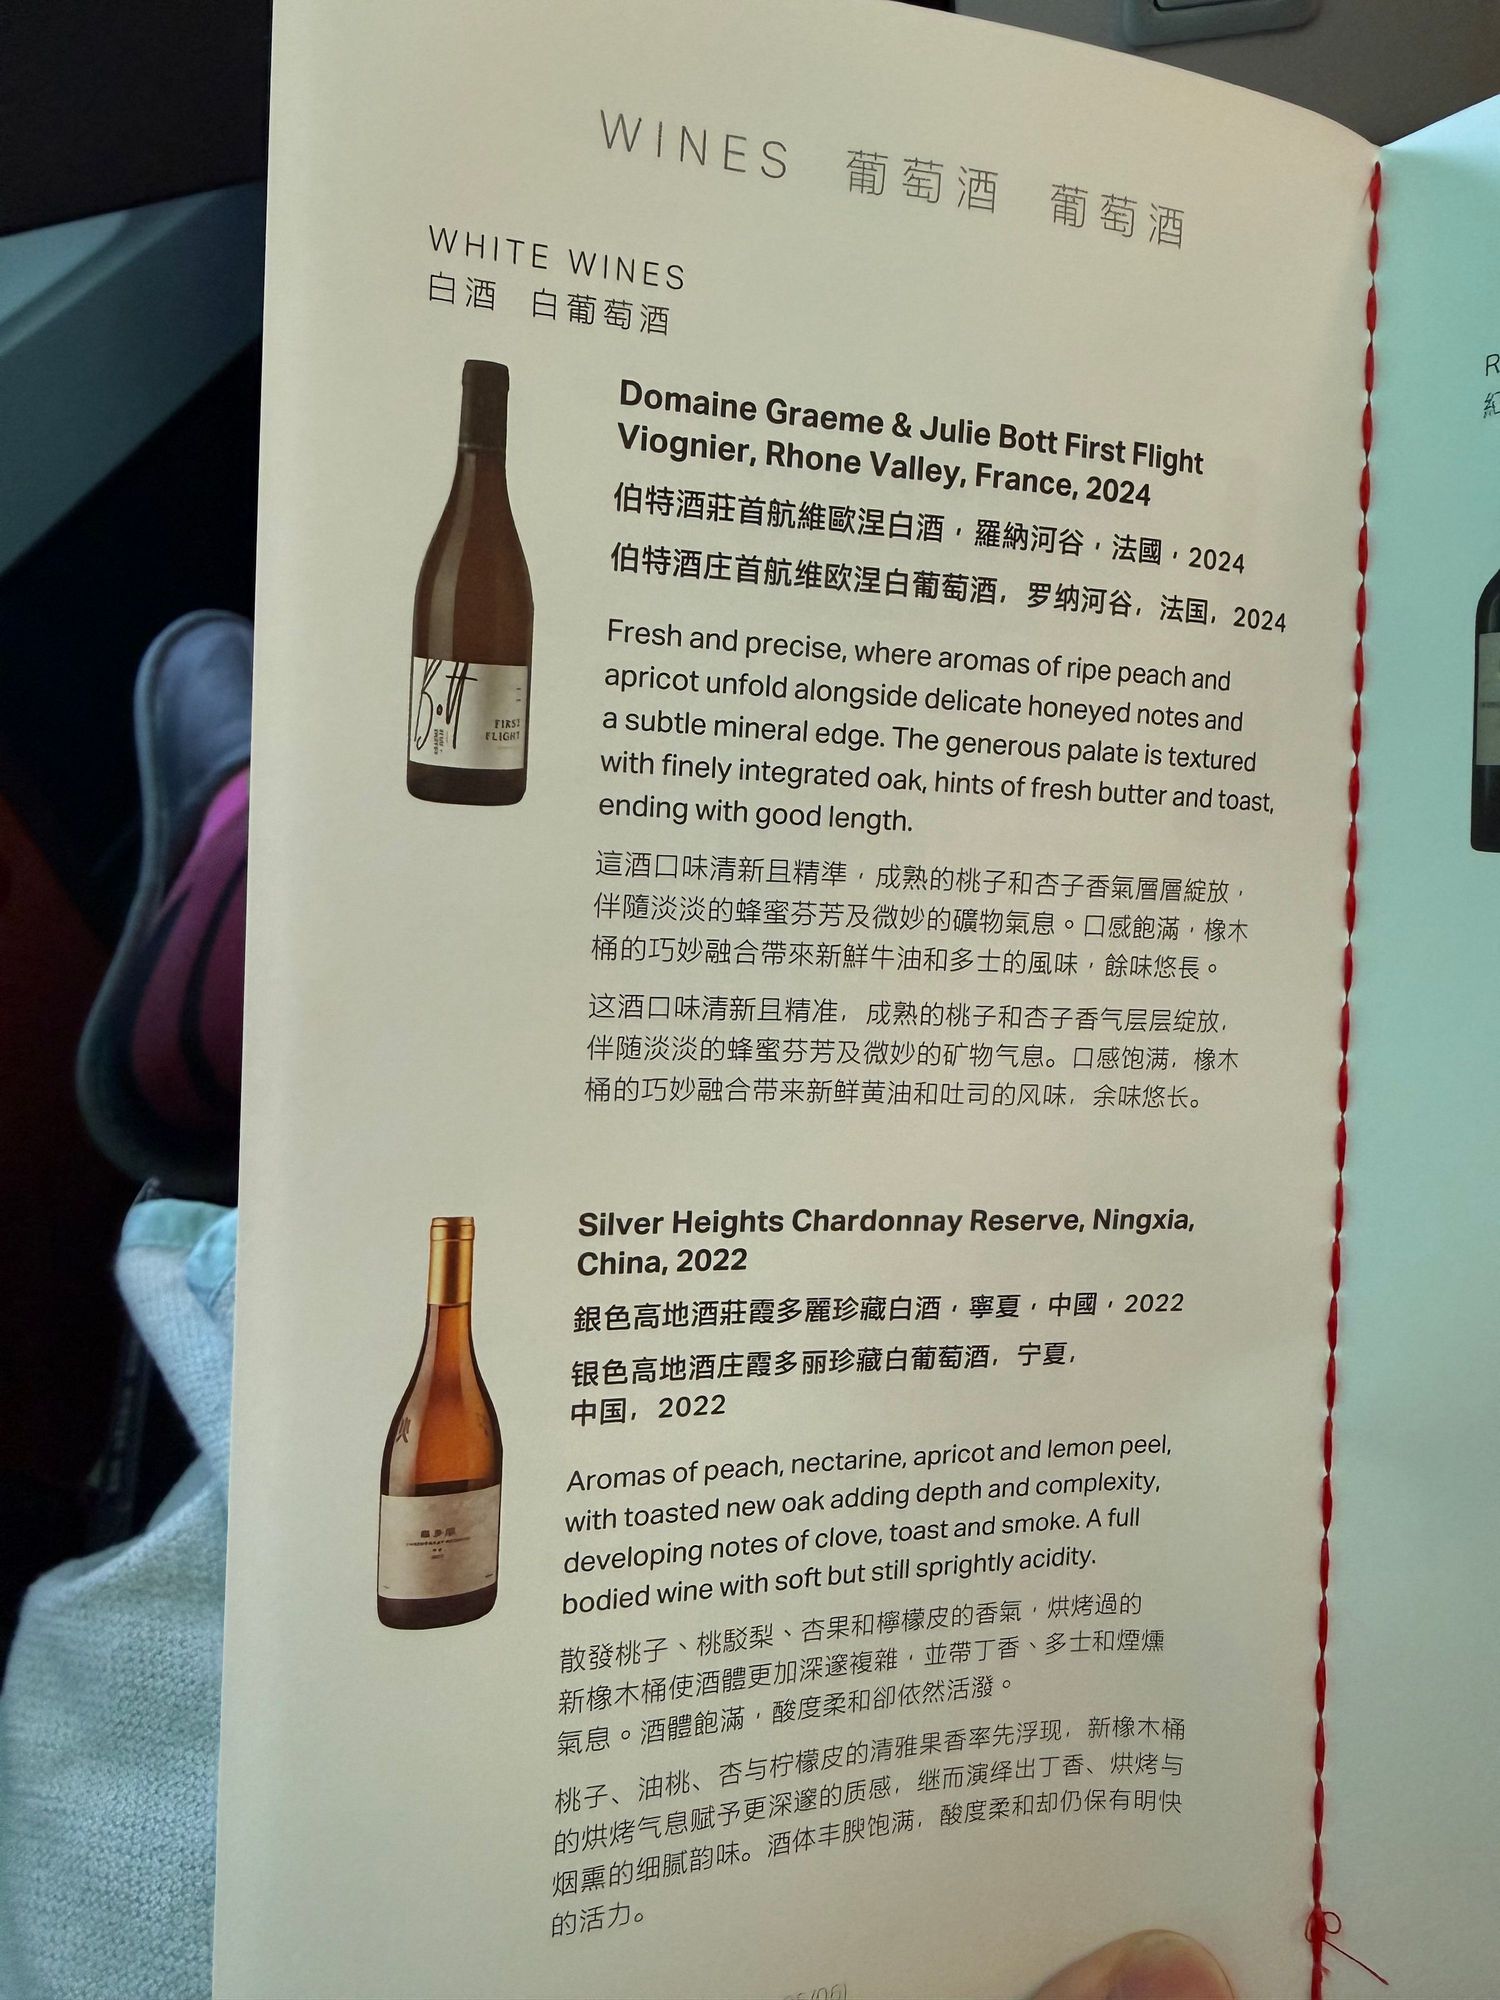 WINES 葡萄酒 葡萄酒
WHITE WINES
白酒 白葡萄酒
Domaine Graeme & Julie Bott First Flight
Viognier, Rhone Valley, France, 2024
伯特酒莊首航維歐涅白酒，羅納河谷，法國，2024
伯特酒庄首航维欧涅白葡萄酒，罗纳河谷，法国，2024
Bott
FIRST
FLIGHT
Fresh and precise, where aromas of ripe peach and
apricot unfold alongside delicate honeyed notes and
a subtle mineral edge. The generous palate is textured
with finely integrated oak, hints of fresh butter and toast,
ending with good length.
這酒口味清新且精準，成熟的桃子和杏子香氣層層綻放，
伴隨淡淡的蜂蜜芬芳及微妙的礦物氣息。口感飽滿，橡木
桶的巧妙融合帶來新鮮牛油和多士的風味，餘味悠長。
这酒口味清新且精准，成熟的桃子和杏子香气层层绽放，
伴随淡淡的蜂蜜芬芳及微妙的矿物气息。口感饱满，橡木
桶的巧妙融合带来新鲜黄油和吐司的风味，余味悠长。
Silver Heights Chardonnay Reserve, Ningxia,
China, 2022
銀色高地酒莊霞多麗珍藏白酒，寧夏，中國，2022
银色高地酒庄霞多丽珍藏白葡萄酒，宁夏，
中国，2022
Aromas of peach, nectarine, apricot and lemon peel,
with toasted new oak adding depth and complexity,
developing notes of clove, toast and smoke. A full
bodied wine with soft but still sprightly acidity.
散發桃子、桃駁梨、杏果和檸檬皮的香氣，烘烤過的
新橡木桶使酒體更加深邃複雜，並帶丁香、多士和煙燻
氣息。酒體飽滿，酸度柔和卻依然活潑。
桃子、油桃、杏与柠檬皮的清雅果香率先浮现，新橡木桶
的烘烤气息赋予更深邃的质感，继而演绎出丁香、烘烤与
烟熏的细腻韵味。酒体丰腴饱满，酸度柔和却仍保有明快
的活力。